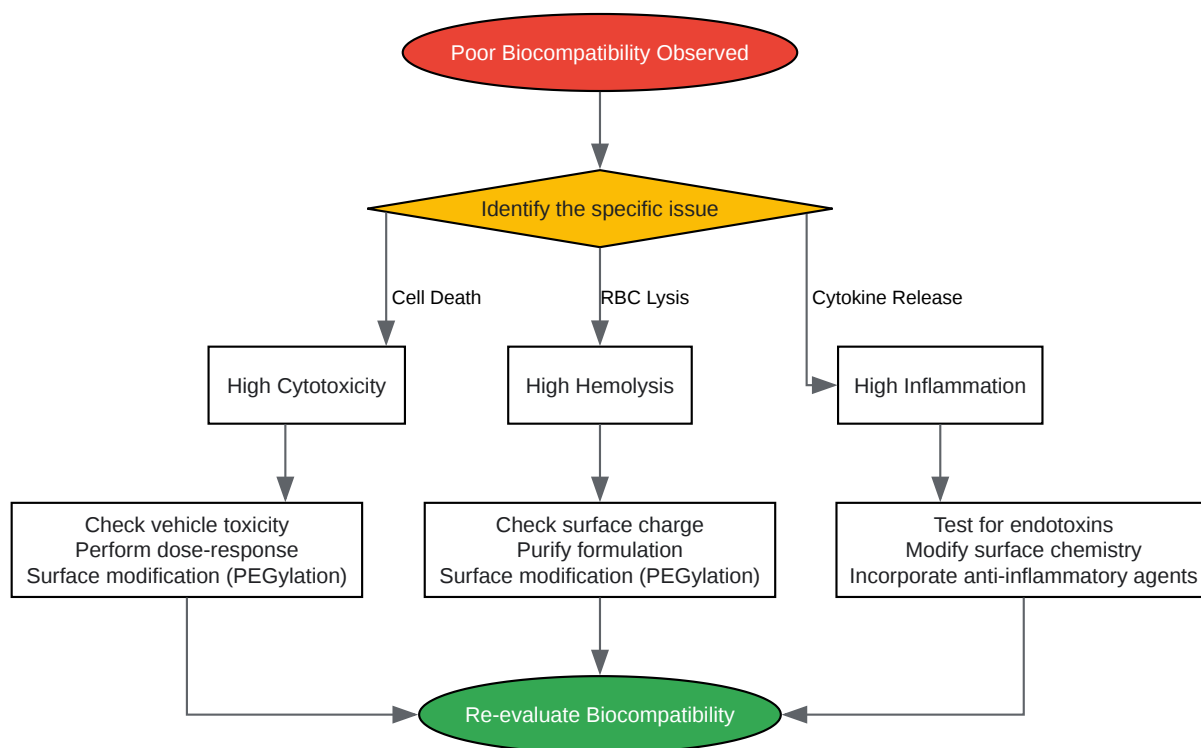 Poor Biocompatibility Observed
Identify the specific issue
Cell Death
RBC Lysis
Cytokine Release
High Cytotoxicity
High Hemolysis
High Inflammation
Check vehicle toxicity
Perform dose-response
Surface modification (PEGylation)
Check surface charge
Purify formulation
Surface modification (PEGylation)
Test for endotoxins
Modify surface chemistry
Incorporate anti-inflammatory agents
Re-evaluate Biocompatibility